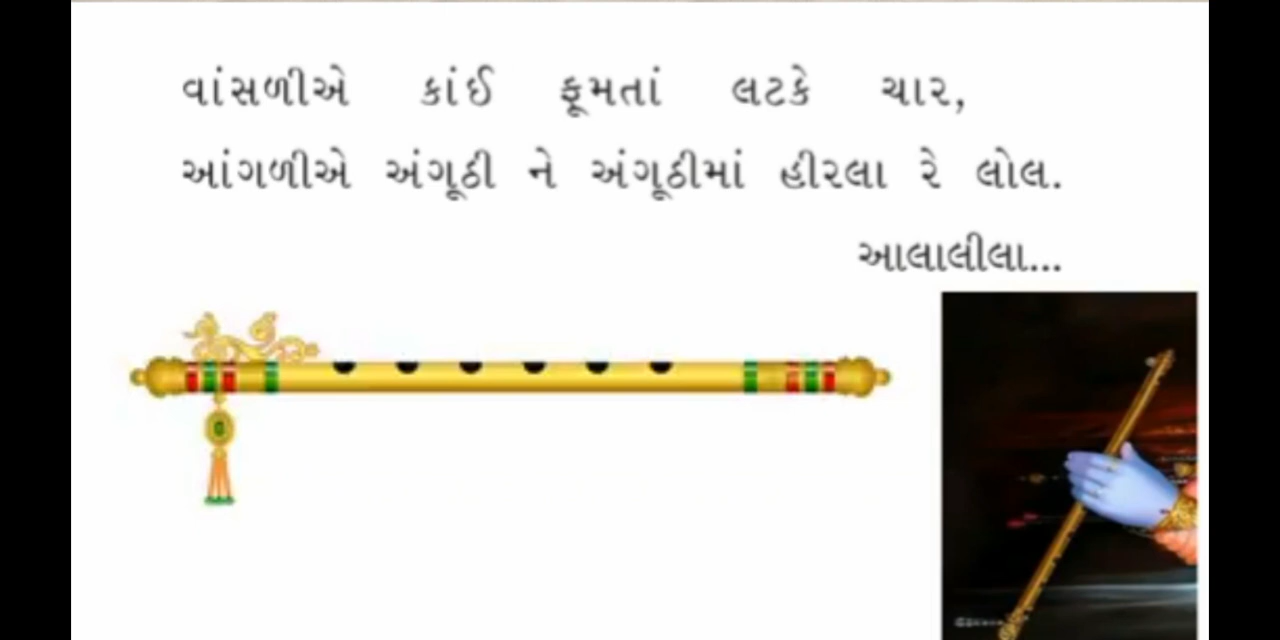 વાંસળીએ કાંઈ ફૂમતાં લટકે ચાર,
આંગળીએ અંગૂઠી ને અંગૂઠીમાં હીરલા રે લોલ.
આલાલીલા...